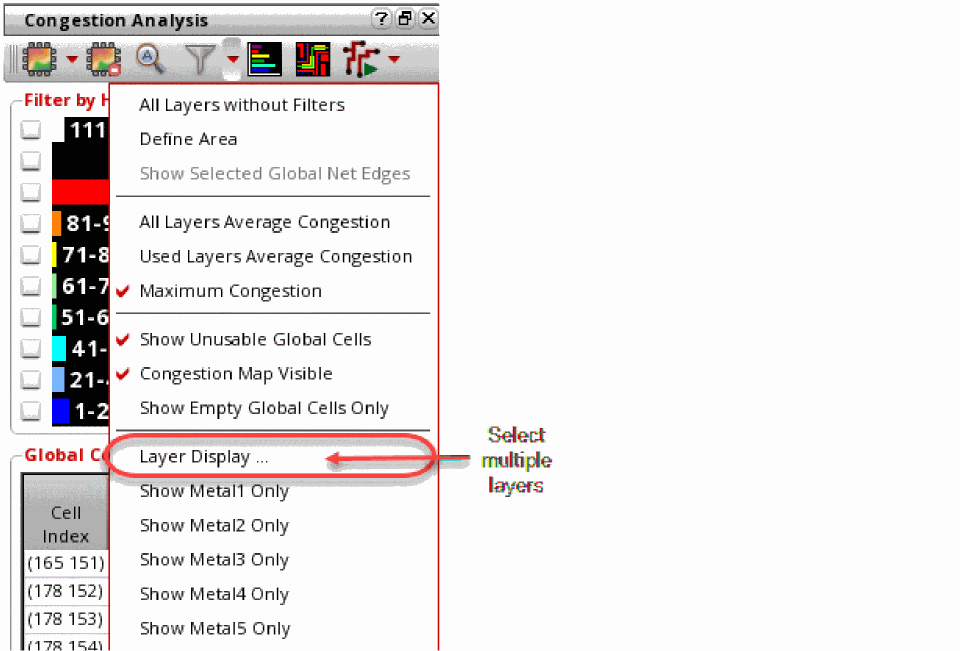 Congestion Analysis
All Layers without Filters
Filter by H
111
Define Area
Show Selected Global Net Edges
81-9
All Layers Average Congestion
71-8
Used Layers Average Congestion
61-7
Maximum Congestion
51-6
Show Unusable Global Cells
41-
21-4
Congestion Map Visible
1-2
Show Empty Global Cells Only
Global C
Layer Display ...
Select
multiple
layers
Show Metal1 Only
Cell
Index
Show Metal2 Only
(165 151)
Show Metal3 Only
(178 152)
Show Metal4 Only
(178 153)
Show Metal5 Only
(178 154)